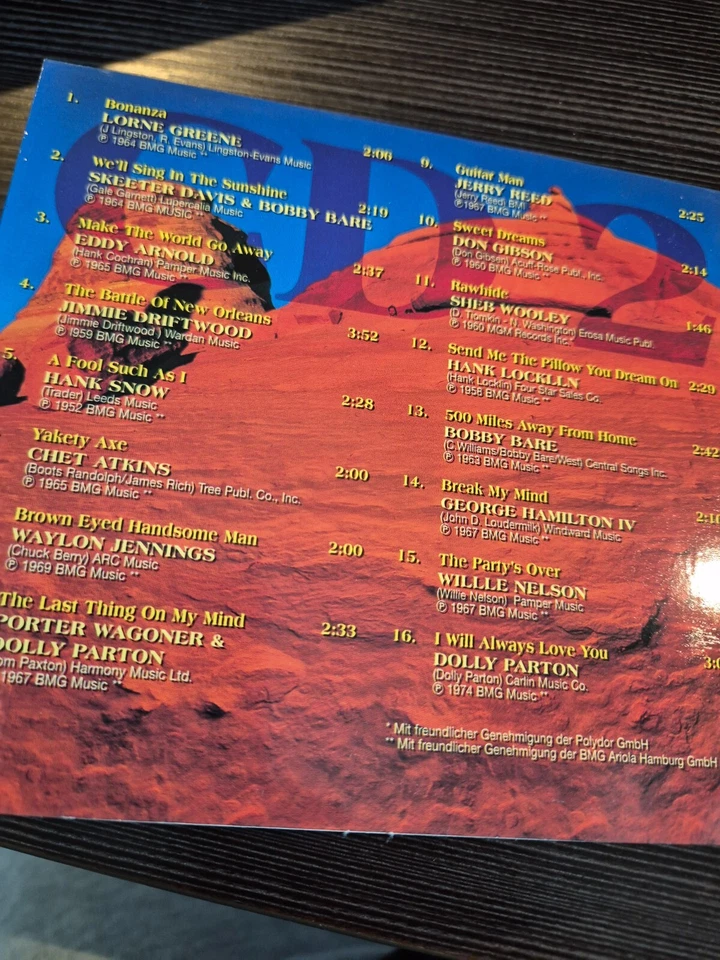 CD 2
1. Bonanza
LORNE GREENE 2:06
(J Lingston, R. Evans) Lingston-Evans Music
℗ 1964 BMG Music **
2. We'll Sing In The Sunshine
SKEETER DAVIS & BOBBY BARE 2:19
(Gale Garnett) Lupercalia Music
℗ 1964 BMG Music **
3. Make The World Go Away
EDDY ARNOLD 2:37
(Hank Cochran) Pamper Music Inc.
℗ 1965 BMG Music **
4. The Battle Of New Orleans
JIMMIE DRIFTWOOD 3:52
(Jimmie Driftwood ) Wardan Music
℗ 1959 BMG Music **
5. A Fool Such As I
HANK SNOW 2:28
(Trader) Leeds Music
℗ 1952 BMG Music **
Yakety Axe
CHET ATKINS 2:00
(Boots Randolph/James Rich) Tree Publ. Co., Inc.
℗ 1965 BMG Music **
Brown Eyed Handsome Man
WAYLON JENNINGS 2:00
(Chuck Berry) ARC Music
℗ 1969 BMG Music **
The Last Thing On My Mind
PORTER WAGONER & 2:33
DOLLY PARTON
om Paxton) Harmony Music Ltd.
1967 BMG Music **
9. Guitar Man
JERRY REED 2:25
(Jerry Reed) BMI
℗1967 BMG Music **
10. Sweet Dreams
DON GIBSON 2:14
(Don Gibson) Acuff-Rose Publ., Inc.
℗ 1960 BMG Music **
11. Rawhide
SHEB WOOLEY 1:46
(D. Tiomkin - N. Washington) Erosa Music Publ.
℗ 1960 MGM Records Inc.*
12. Send Me The Pillow You Dream On
HANK LOCKLLN 2:29
(Hank Locklin) Four Star Sales Co.
℗ 1958 BMG Music **
13. 500 Miles Away From Home
BOBBY BARE 2:42
(C.Williams/Bobby Bare/West) Central Songs Inc.
℗ 1963 BMG Music **
14. Break My Mind
GEORGE HAMILTON IV
(John D. Loudermilk) Windward Music
℗ 1967 BMG Music **
15. The Party's Over
WILLLE NELSON
(Willie Nelson) Pamper Music
℗ 1967 BMG Music **
16. I Will Always Love You
DOLLY PARTON
(Dolly Parton) Carlin Music Co.
℗ 1974 BMG Music **
* Mit freundlicher Genehmigung der Polydor GmbH
** Mit freundlicher Genehmigung der BMG Ariola Hamburg GmbH